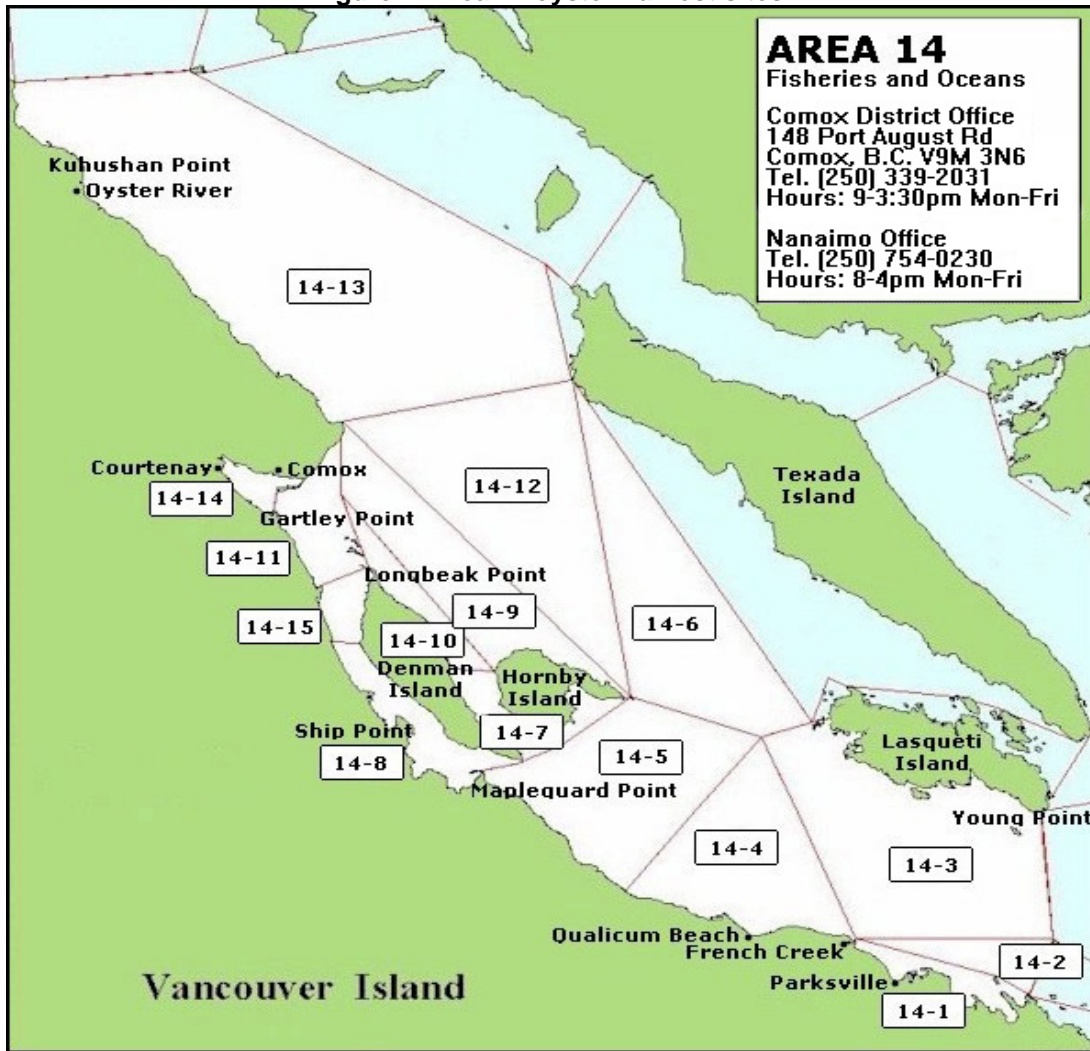 AREA 14
Fisheries and Oceans
Comox District Office
148 Port August Rd
Comox, B.C. V9M 3N6
Tel. (250) 339-2031
Hours: 9-3:30pm Mon-Fri
Nanaimo Office
Tel. (250) 754-0230
Hours: 8-4pm Mon-Fri
Kuhushan Point
Oyster River
14-13
Courtenay
Comox
14-12
14-14
Gartley Point
Texada
Island
14-11
Longbeak Point
14-9
14-15
14-10
14-6
Denman
Island
Hornby
Island
Ship Point
14-7
14-8
14-5
Lasqueti
Island
Mapleguard Point
Young Point
14-4
14-3
Qualicum Beach
French Creek
14-2
Parksville
14-1
Vancouver Island